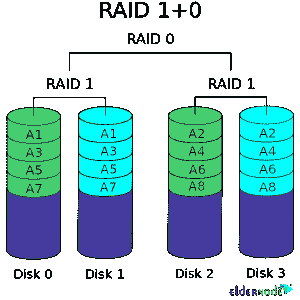 RAID 1+0
RAID 0
RAID 1 RAID 1
A1 A1 A2 A2
A3 A3 A4 A4
A5 A5 A6 A6
A7 A7 A8 A8
Disk 0 Disk 1 Disk 2 Disk 3
elderNODE